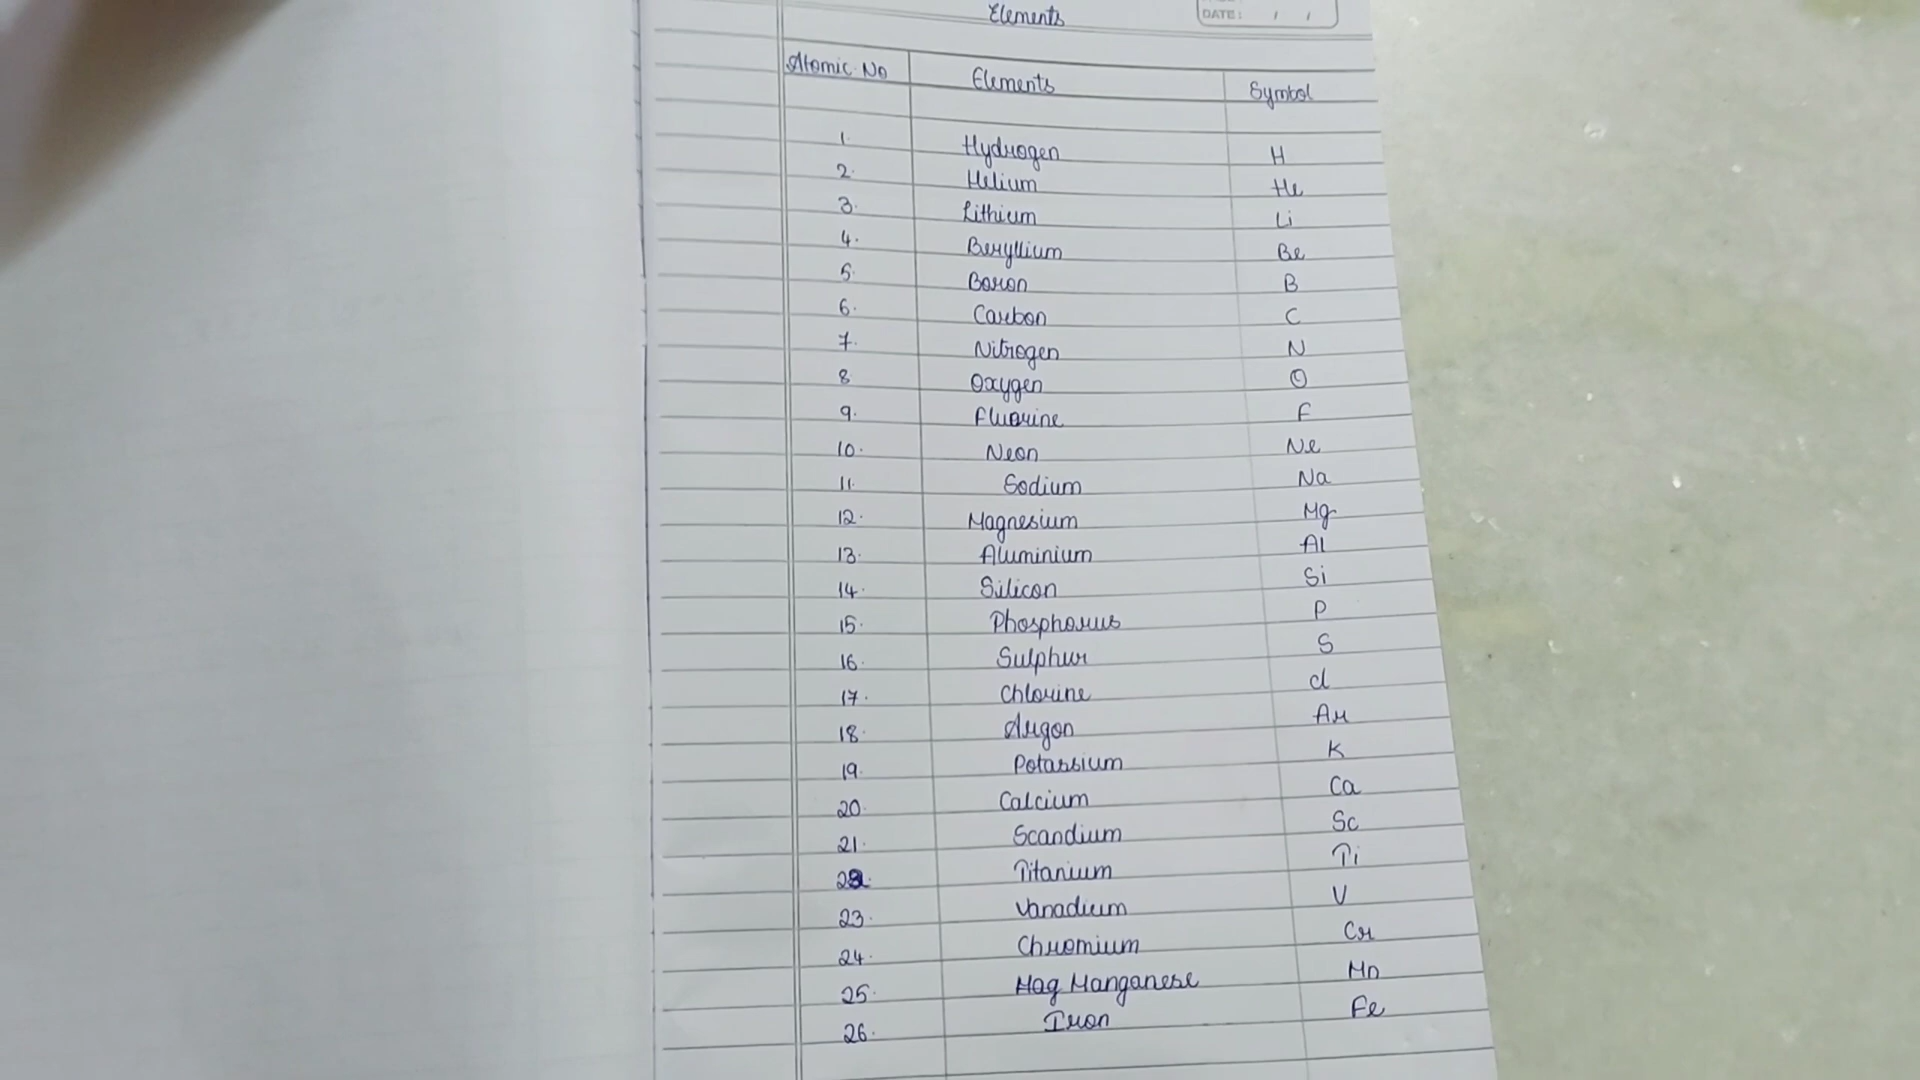 Elements
DATE: / /
Atomic No Elements Symbol
1. Hydrogen H
2. Helium He
3. Lithium Li
4. Beryllium Be
5. Boron B
6. Carbon C
7. Nitrogen N
8 Oxygen O
9. Fluorine F
10. Neon Ne
11. Sodium Na
12. Magnesium Mg
13. Aluminium Al
14. Silicon Si
15. Phosphorus P
16. Sulphur S
17. Chlorine Cl
18. Argon Ar
19. Potassium K
20. Calcium Ca
21. Scandium Sc
22. Titanium Ti
23. Vanadium V
24. Chromium Cr
25. Mag Manganese Mn
26. Iron Fe